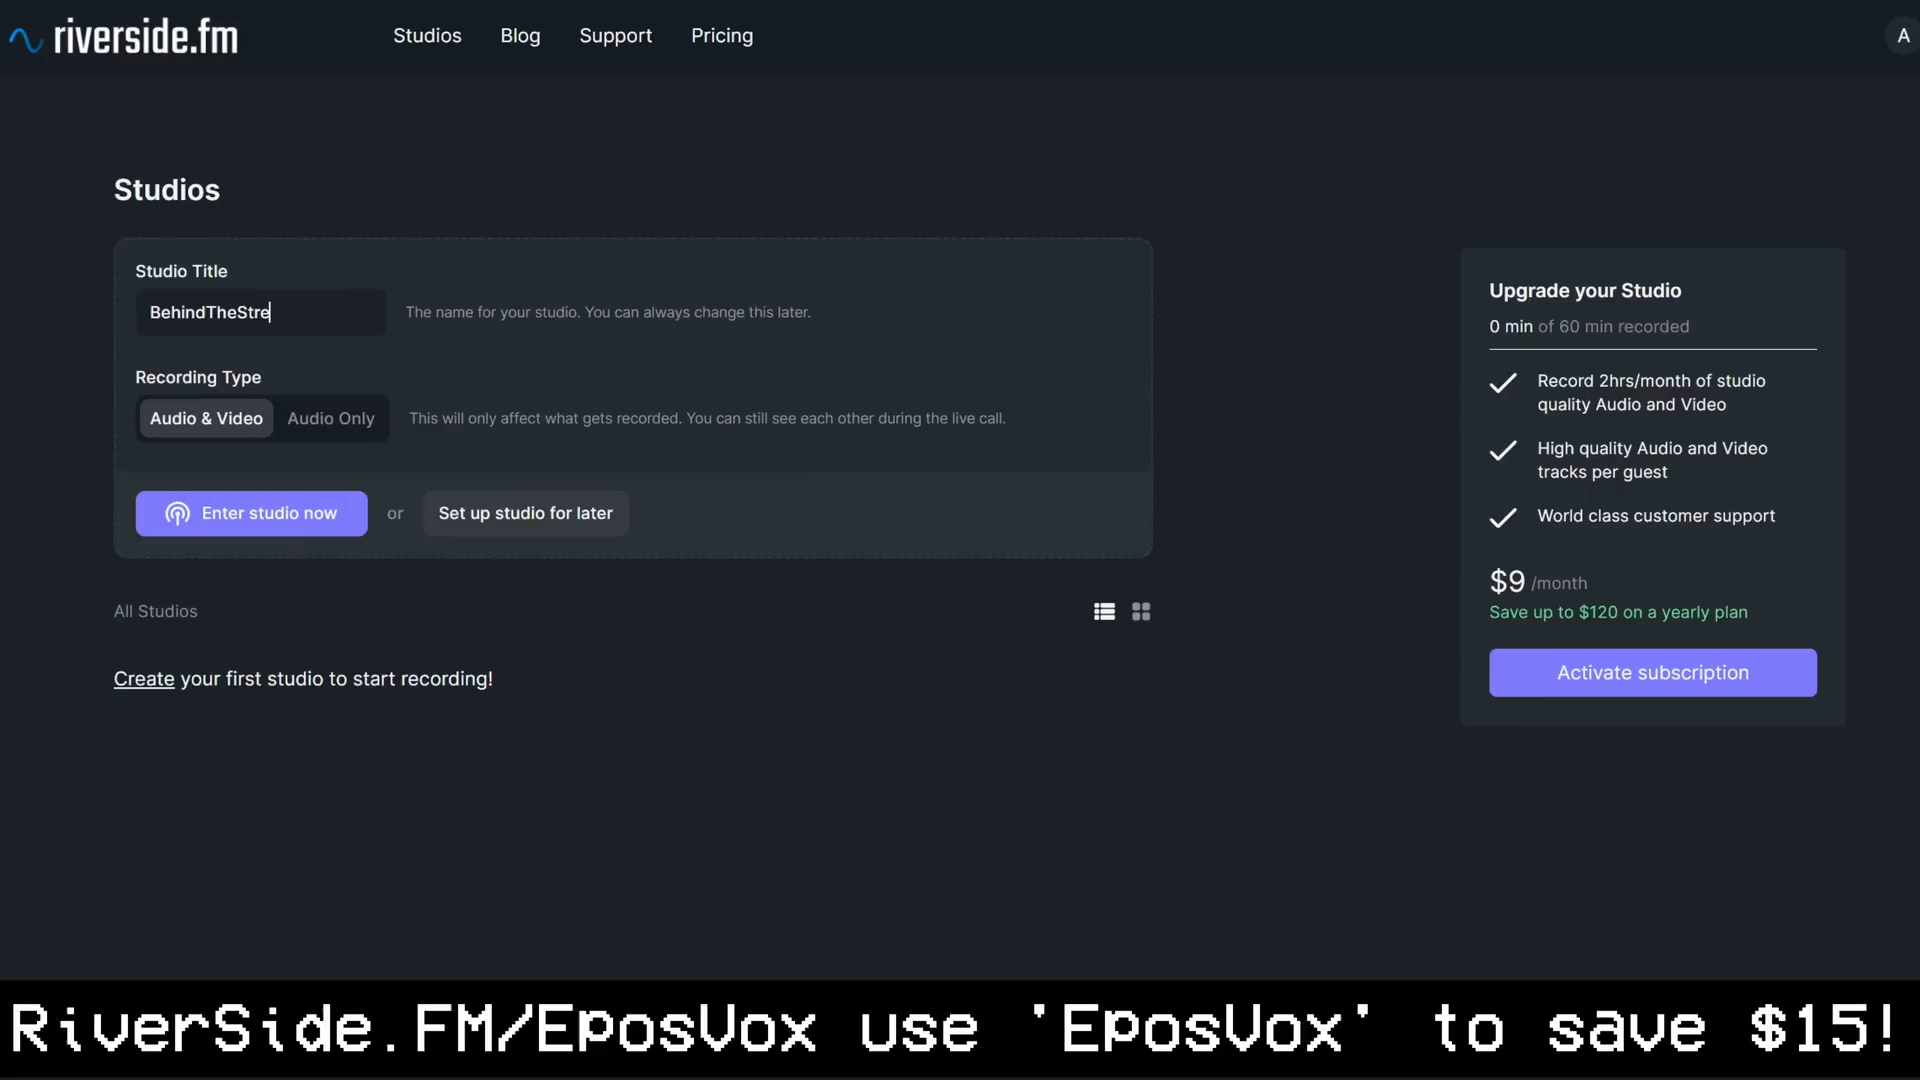 riverside.fm
Studios
Blog
Support
Pricing
A
Studios
Studio Title
BehindTheStre
The name for your studio. You can always change this later.
Recording Type
Audio & Video
Audio Only
This will only affect what gets recorded. You can still see each other during the live call.
Enter studio now
or
Set up studio for later
All Studios
Create your first studio to start recording!
Upgrade your Studio
0 min of 60 min recorded
Record 2hrs/month of studio
quality Audio and Video
High quality Audio and Video
tracks per guest
World class customer support
$9 /month
Save up to $120 on a yearly plan
Activate subscription
RiverSide.FM/EposVox use 'EposVox' to save $15!